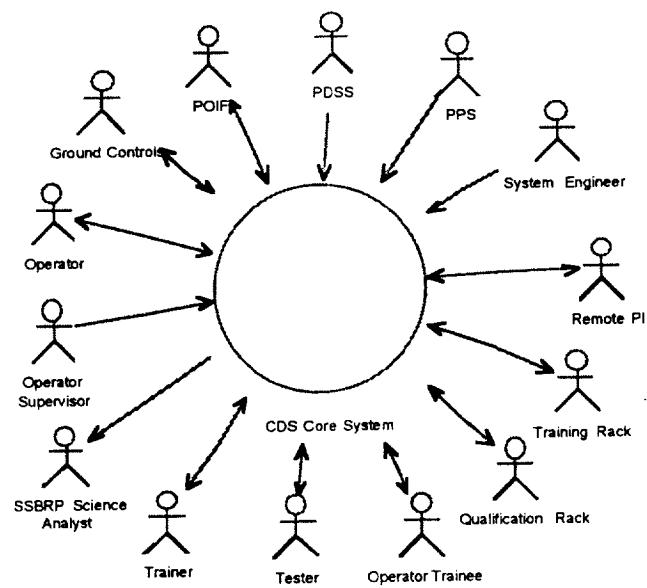 PDSS
POIF
PPS
Ground Controls
System Engineer
Operator
Remote PI
Operator
Supervisor
CDS Core System
Training Rack
SSBRP Science
Analyst
Qualification Rack
Trainer
Tester
Operator Trainee